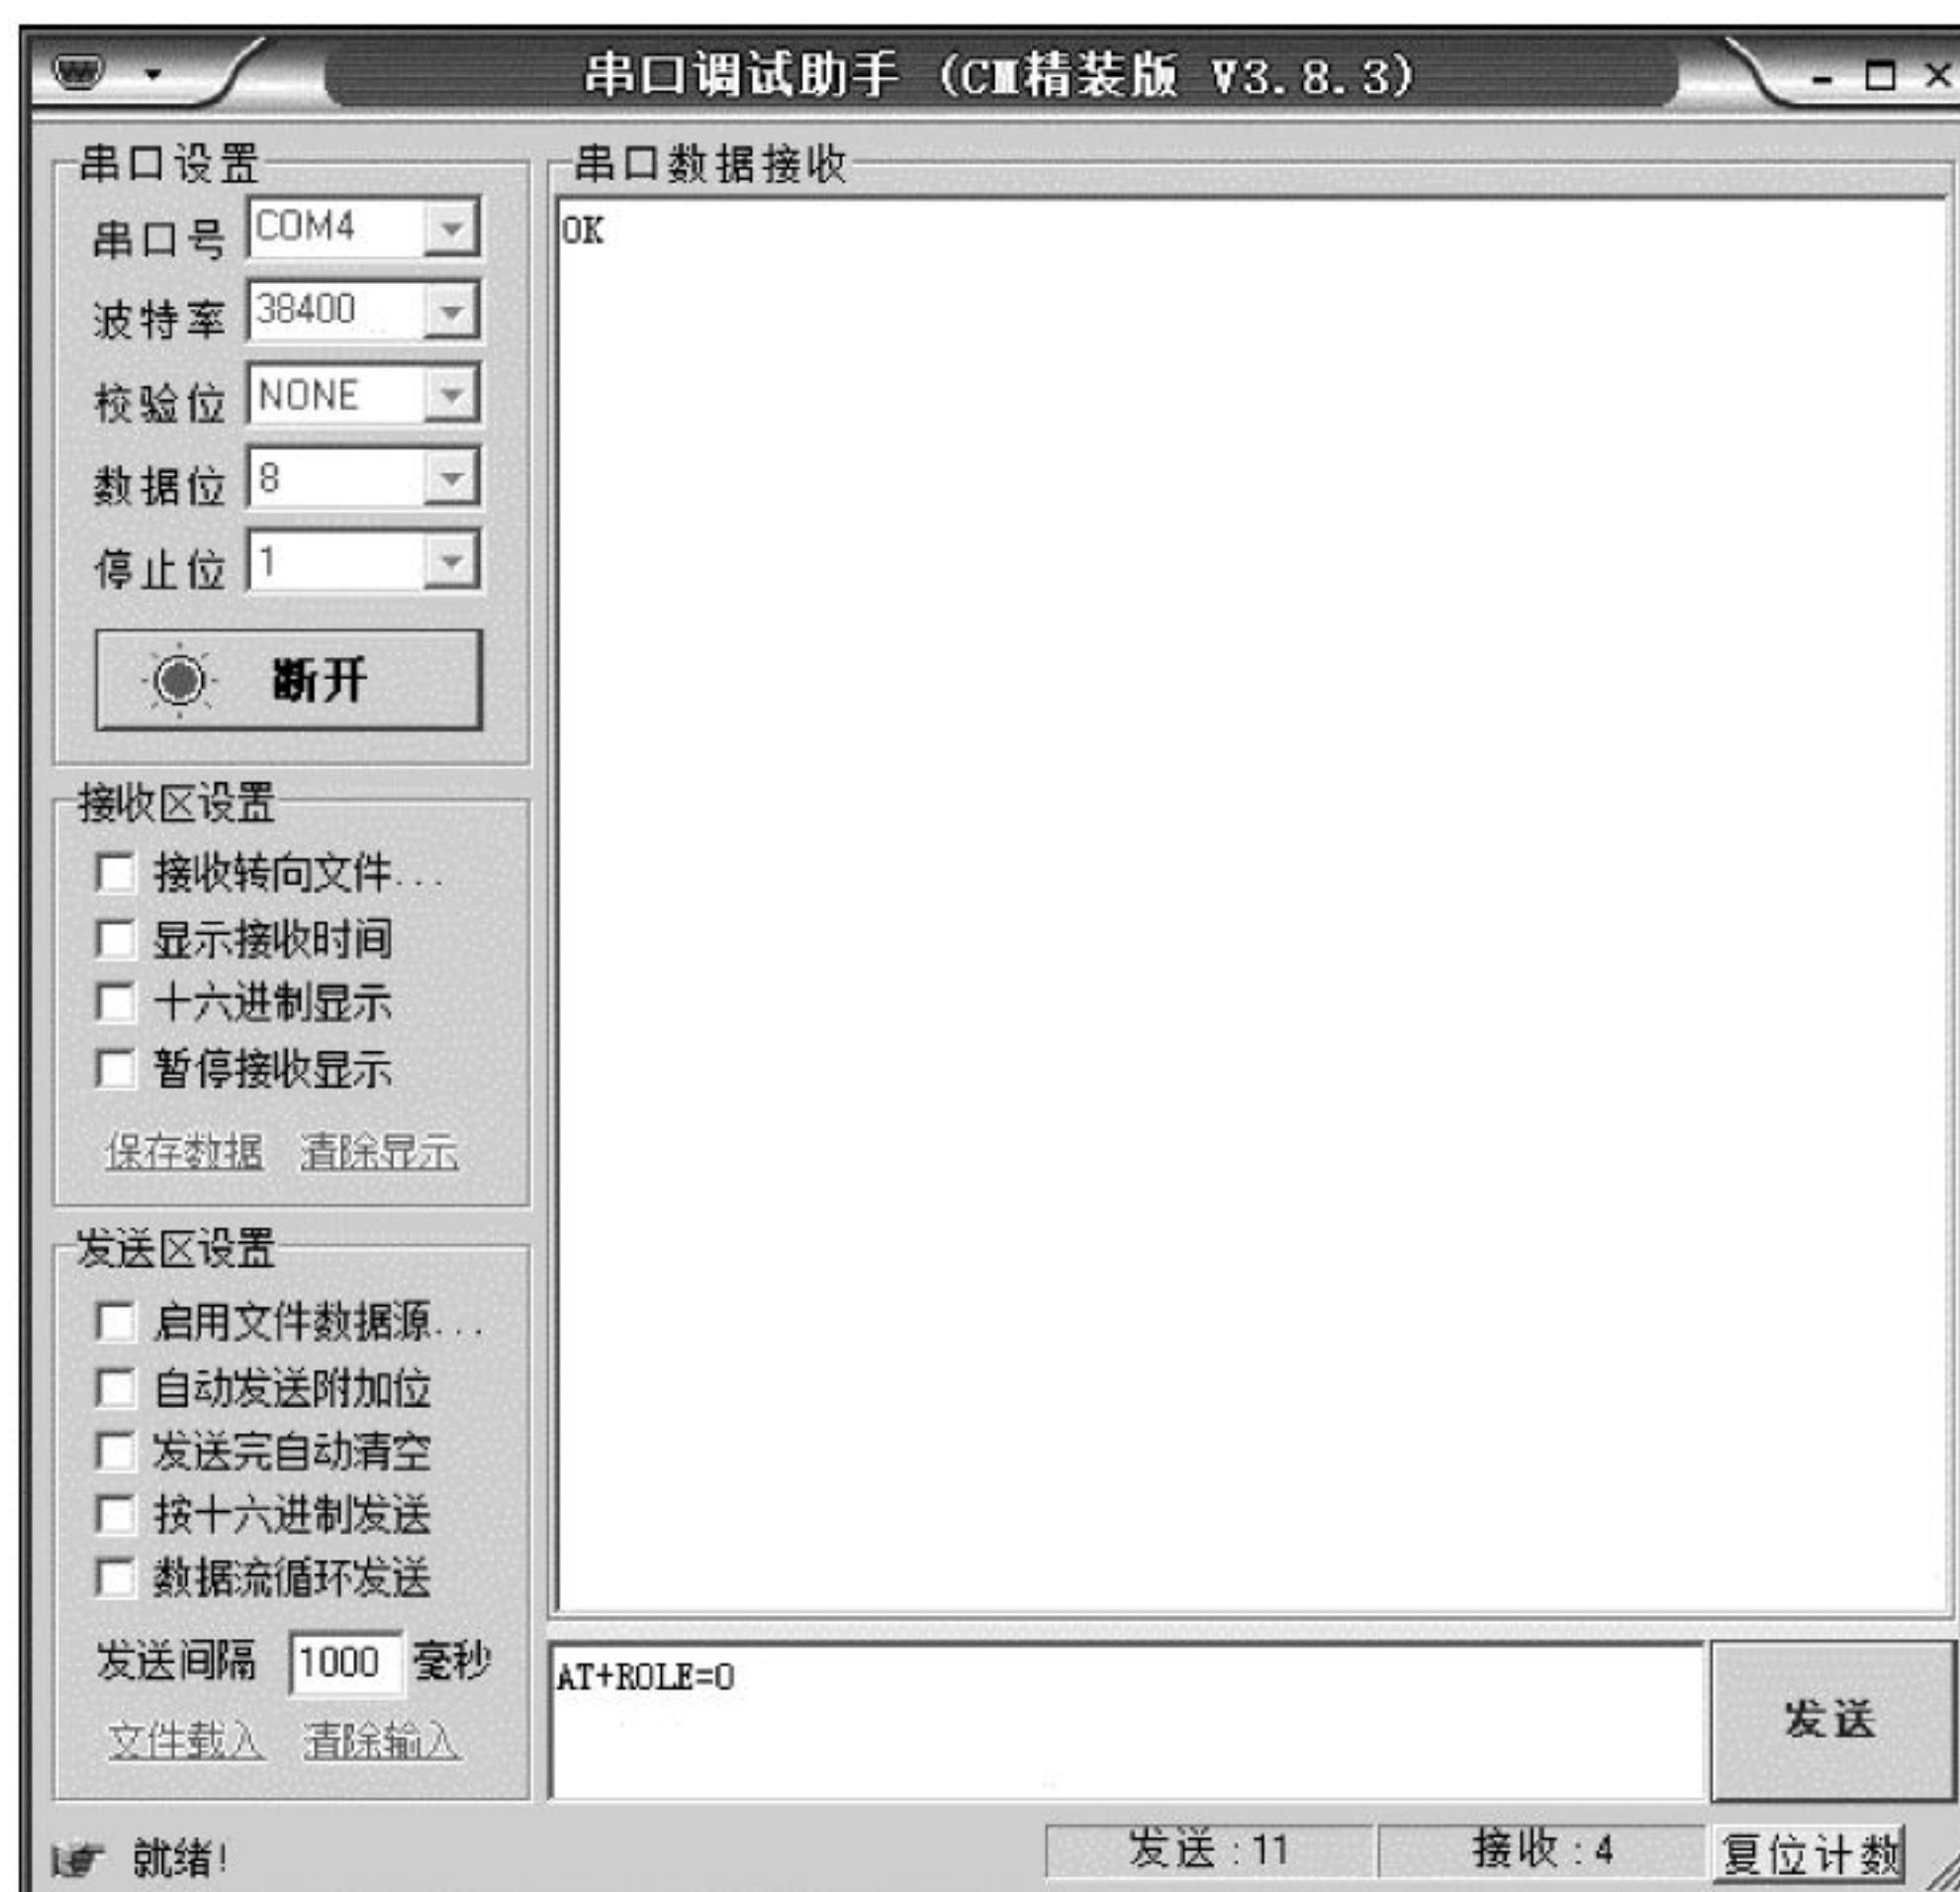 串口调试助手 (CM精装版 V3.8.3)
串口设置
串口号 COM4
波特率 38400
校验位 NONE
数据位 8
停止位 1
断开
接收区设置
接收转向文件...
显示接收时间
十六进制显示
暂停接收显示
保存数据 清除显示
发送区设置
启用文件数据源...
自动发送附加位
发送完自动清空
按十六进制发送
数据流循环发送
发送间隔 1000 毫秒
文件载入 清除输入
串口数据接收
OK
AT+ROLE=0
发送
就绪!
发送:11
接收:4
复位计数